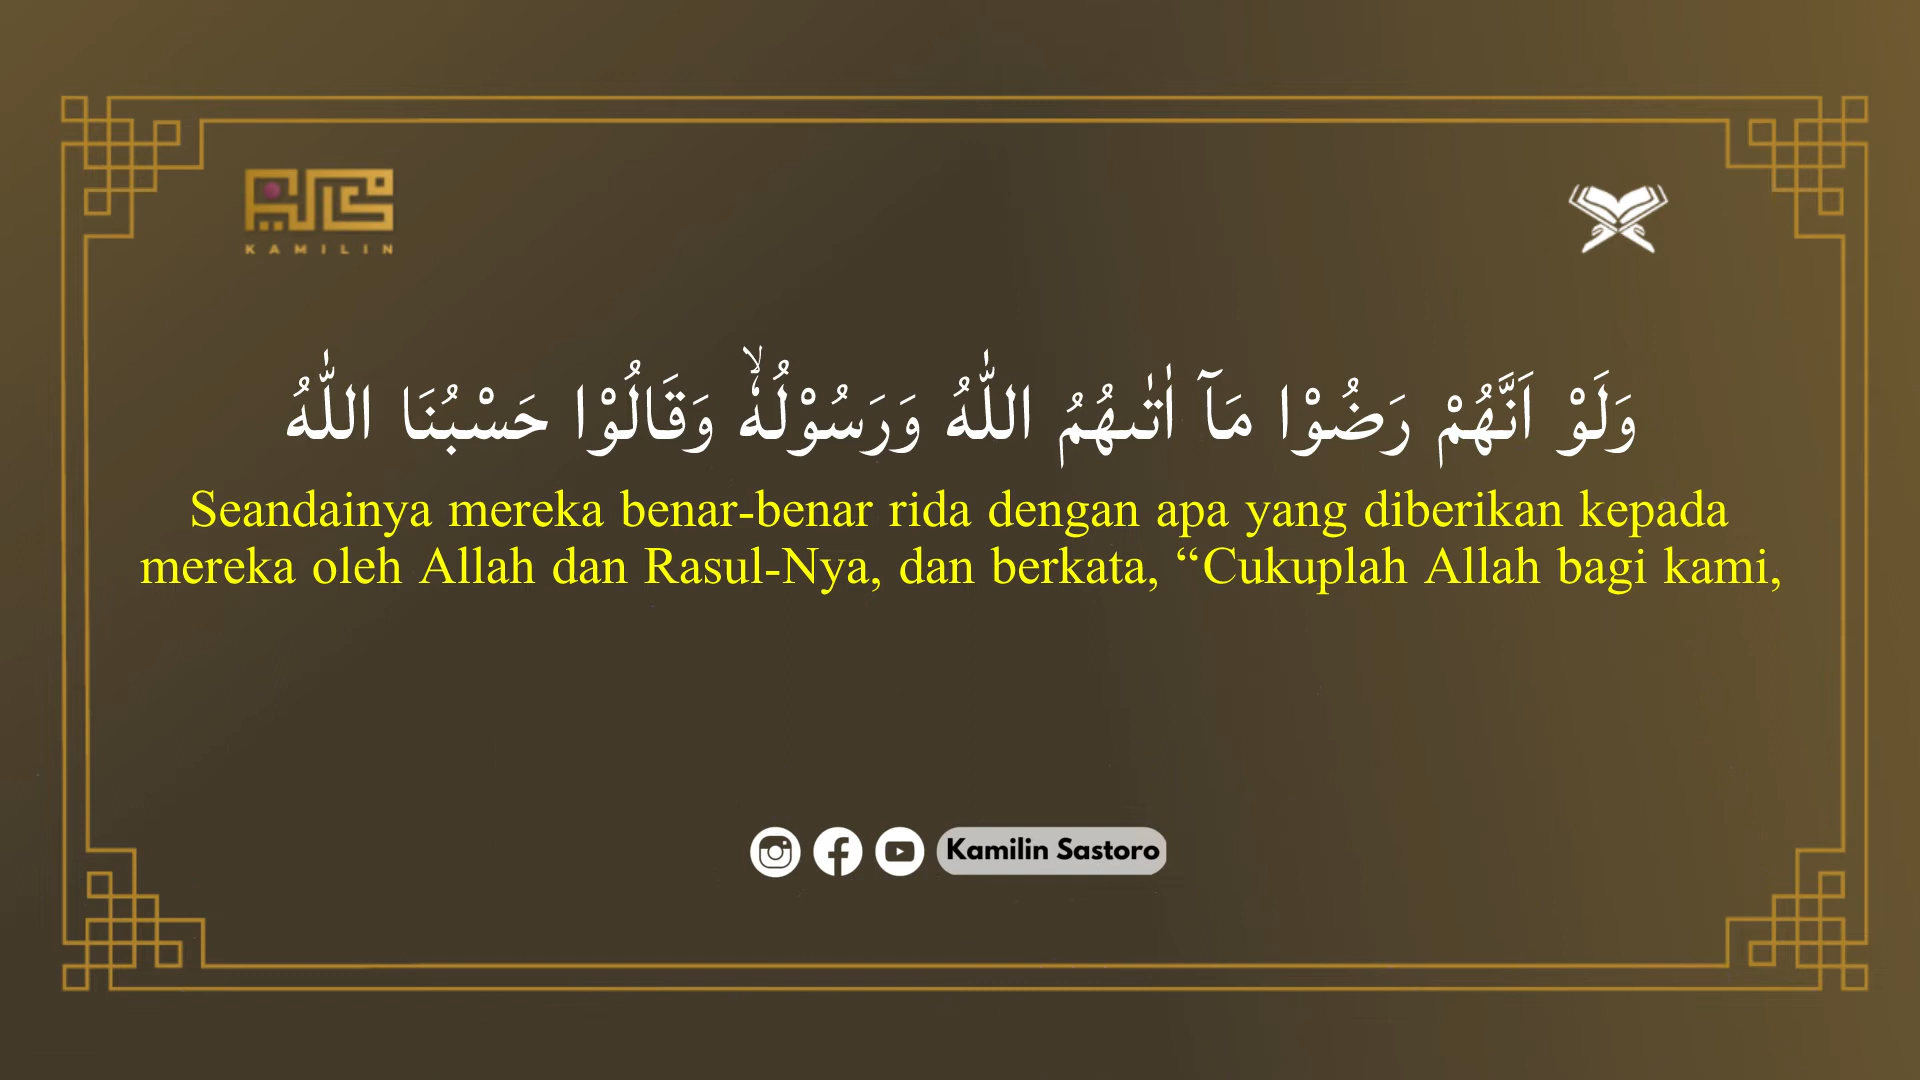 KAMILIN
وَلَوْ اَنَّهُمْ رَضُوْا مَآ اٰتٰىهُمُ اللّٰهُ وَرَسُوْلُهٗۙ وَقَالُوْا حَسْبُنَا اللّٰهُ
Seandainya mereka benar-benar rida dengan apa yang diberikan kepada
mereka oleh Allah dan Rasul-Nya, dan berkata, “Cukuplah Allah bagi kami,
Kamilin Sastoro